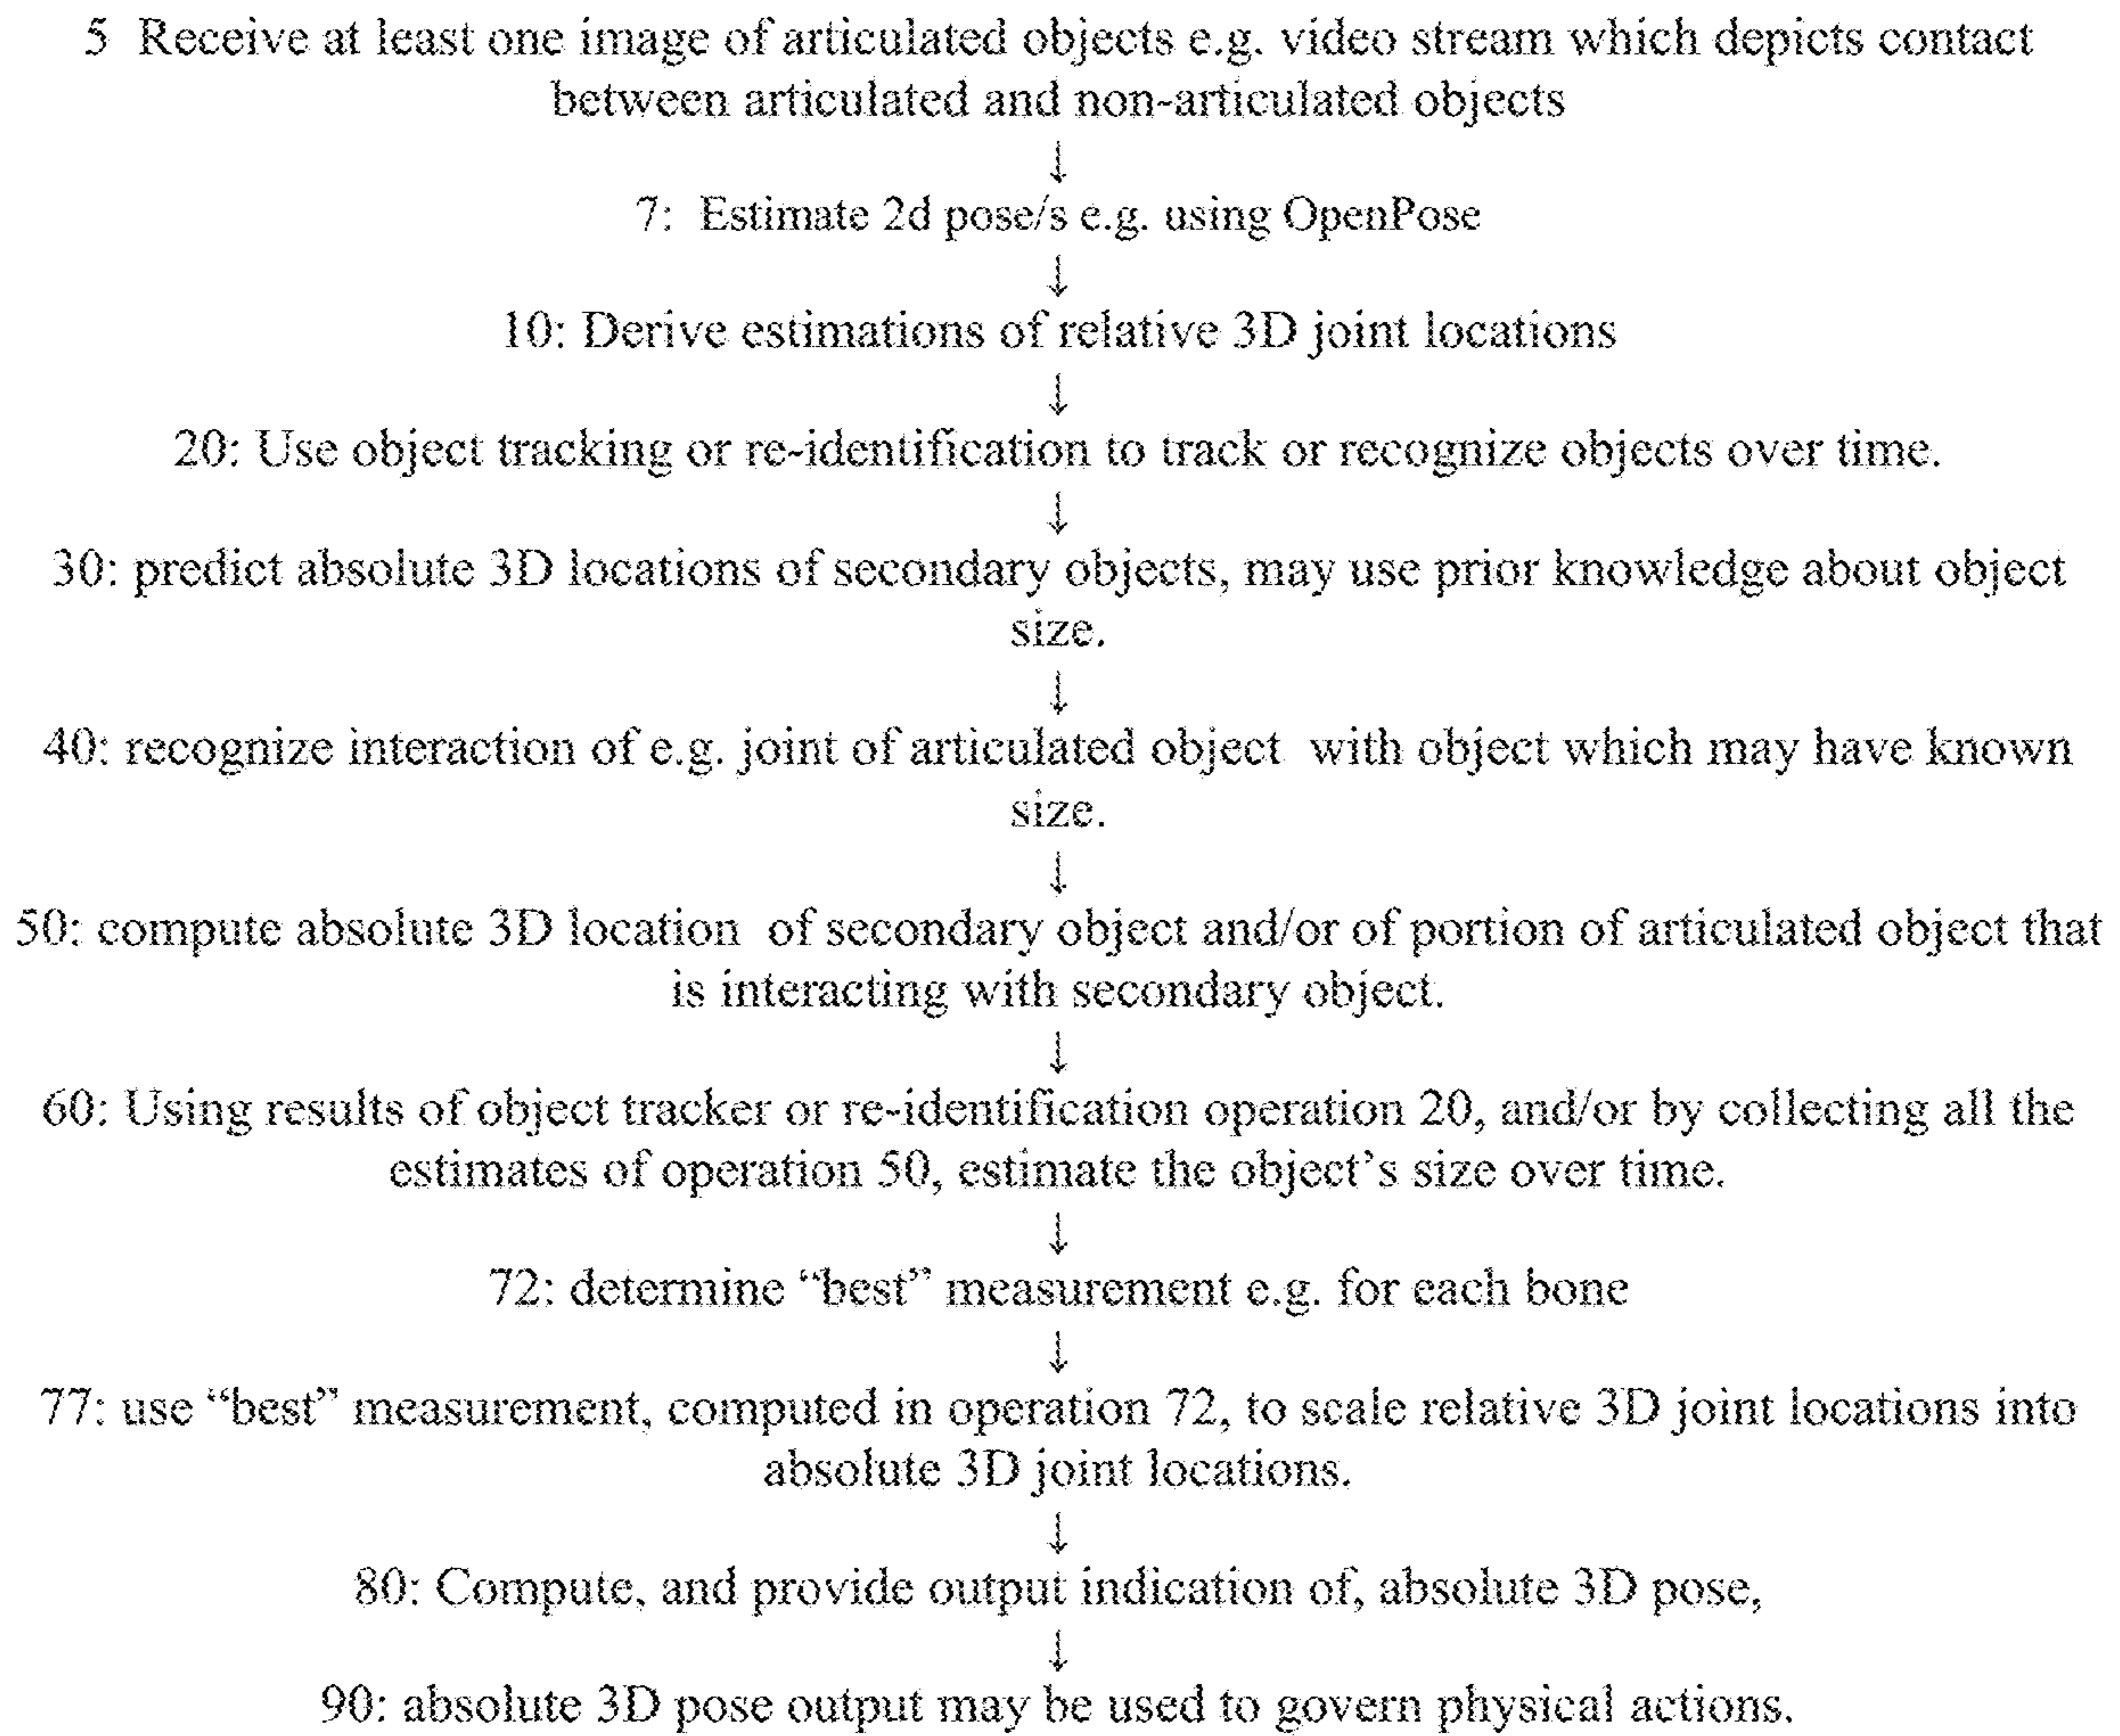 5 Receive at least one image of articulated objects e.g. video stream which depicts contact
between articulated and non-articulated objects
↓
7: Estimate 2d pose/s e.g. using OpenPose
↓
10: Derive estimations of relative 3D joint locations
↓
20: Use object tracking or re-identification to track or recognize objects over time.
↓
30: predict absolute 3D locations of secondary objects, may use prior knowledge about object
size.
↓
40: recognize interaction of e.g. joint of articulated object with object which may have known
size.
↓
50: compute absolute 3D location of secondary object and/or of portion of articulated object that
is interacting with secondary object.
↓
60: Using results of object tracker or re-identification operation 20, and/or by collecting all the
estimates of operation 50, estimate the object's size over time.
↓
72: determine “best” measurement e.g. for each bone
↓
77: use “best” measurement, computed in operation 72, to scale relative 3D joint locations into
absolute 3D joint locations.
↓
80: Compute, and provide output indication of, absolute 3D pose,
↓
90: absolute 3D pose output may be used to govern physical actions.